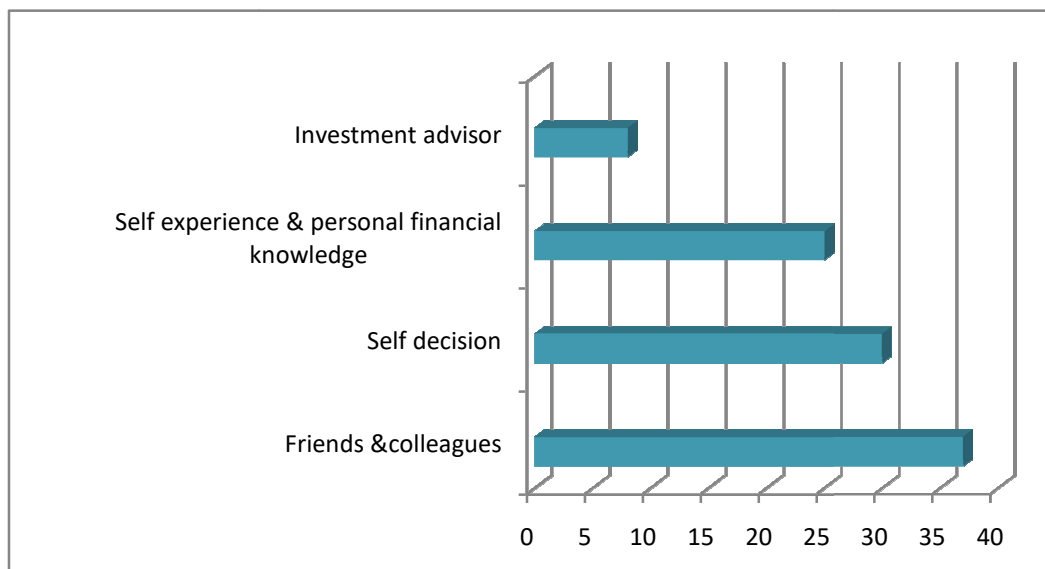 Investment advisor
Self experience & personal financial
knowledge
Self decision
Friends &colleagues
0 5 10 15 20 25 30 35 40